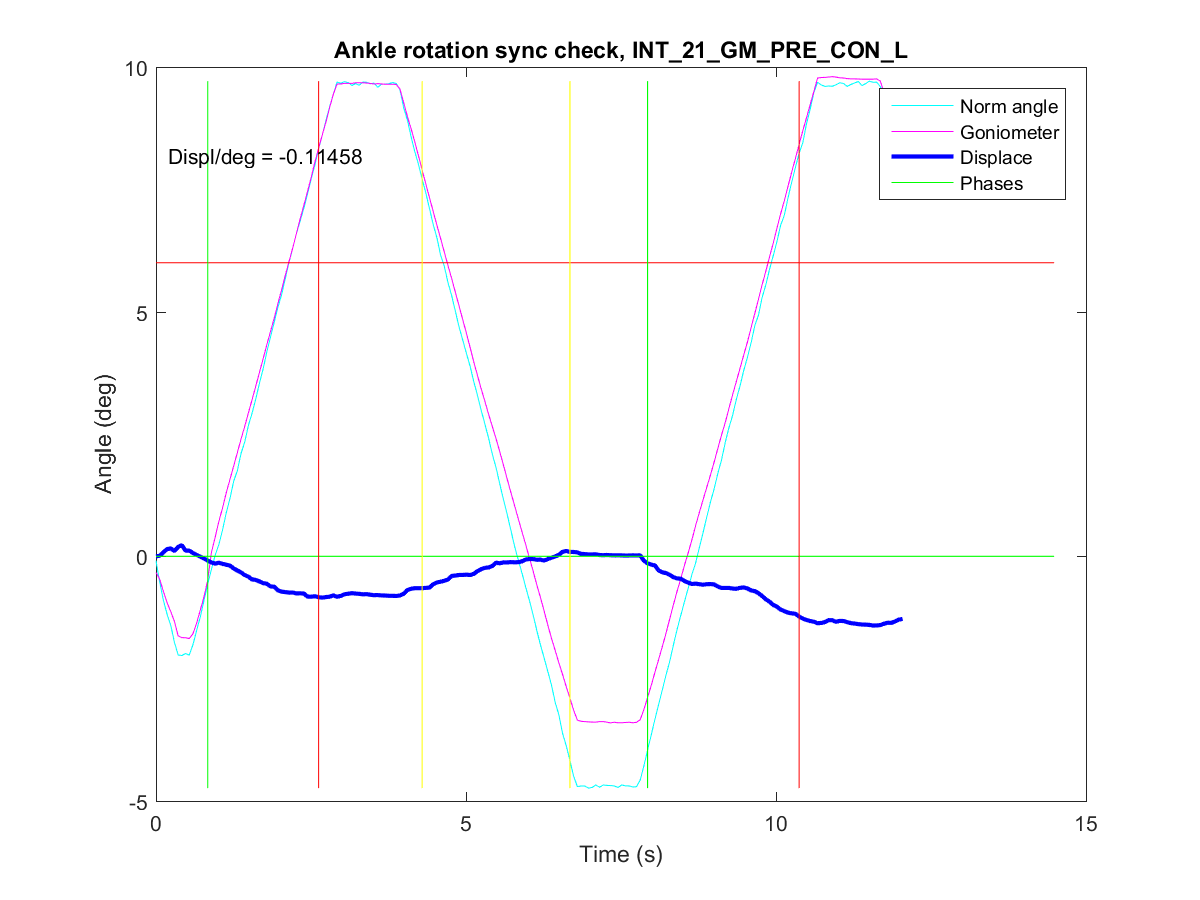 Ankle rotation sync check, INT_21_GM_PRE_CON_L
10
Norm angle
Goniometer
Displace
Phases
Displ/deg = -0.11458
5
Angle (deg)
0
-5
0
5
10
15
Time (s)